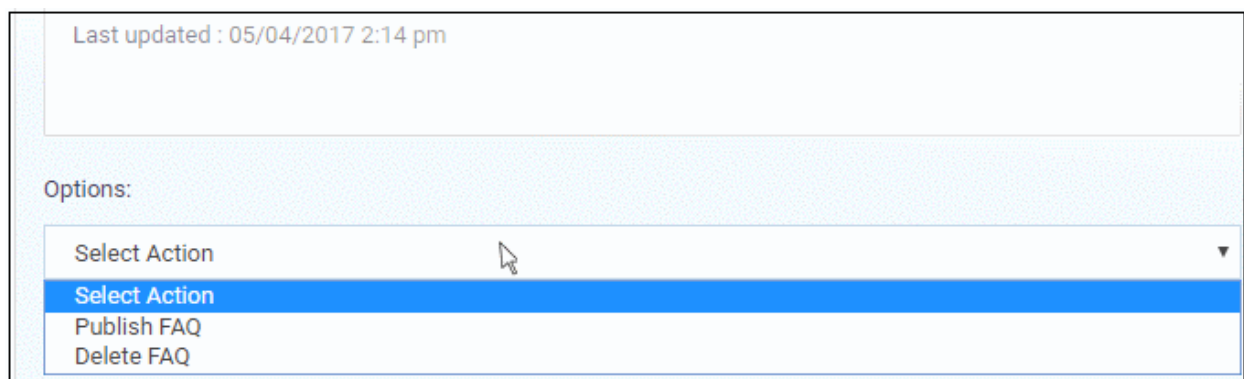 Last updated : 05/04/2017 2:14 pm
Options:
Select Action
Select Action
Publish FAQ
Delete FAQ